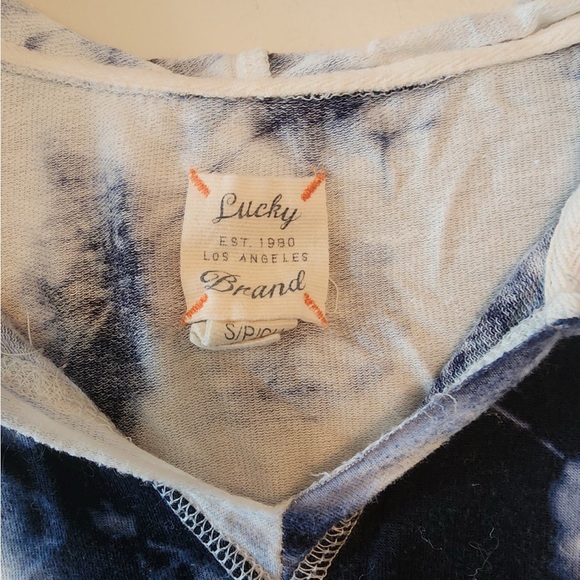 Lucky
EST. 1990
LOS ANGELES
Brand
S/P/